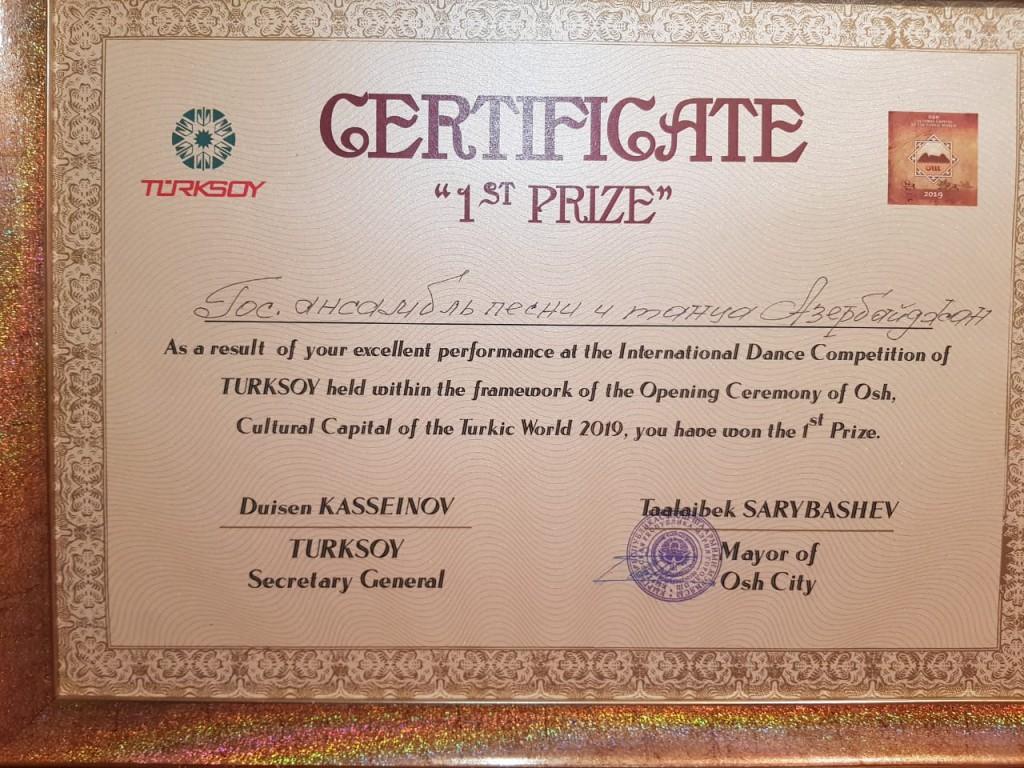 TÜRKSOY
CERTIFICATE
"1ST PRIZE"
2019
Гос. ансамбль песни и танца Азербайджан
As a result of your excellent performance at the International Dance Competition of
TURKSOY held within the framework of the Opening Ceremony of Osh,
Cultural Capital of the Turkic World 2019, you have won the 1st Prize.
Duisen KASSEINOV
TURKSOY
Secretary General
Taalaibek SARYBASHEV
Mayor of
Osh City